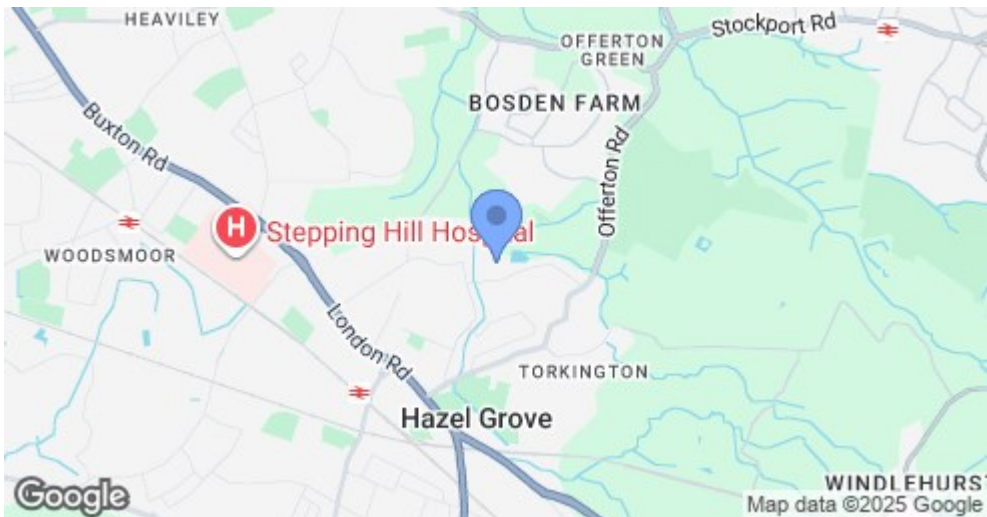 HEAVILEY
Stockport Rd
OFFERTON
GREEN
BOSDEN FARM
Buxton Rd
Offerton Rd
H
Stepping Hill Hospital
WOODSMOOR
London Rd
TORKINGTON
Hazel Grove
WINDLEHURST
Google
Map data ©2025 Google